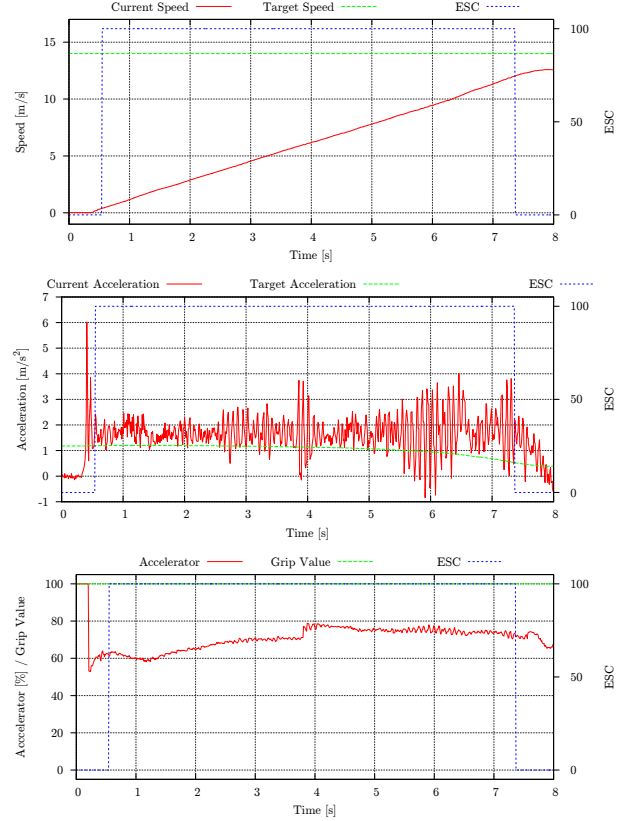 Current Speed Target Speed ESC
15
10
5
0
100
50
0
Speed [m/s]
ESC
0 1 2 3 4 5 6 7 8
Time [s]
Current Acceleration Target Acceleration ESC
7
6
5
4
3
2
1
0
-1
100
50
0
Acceleration [m/s²]
ESC
0 1 2 3 4 5 6 7 8
Time [s]
Accelerator Grip Value ESC
100
80
60
40
20
0
100
50
0
Acccelerator [%] / Grip Value
ESC
0 1 2 3 4 5 6 7 8
Time [s]